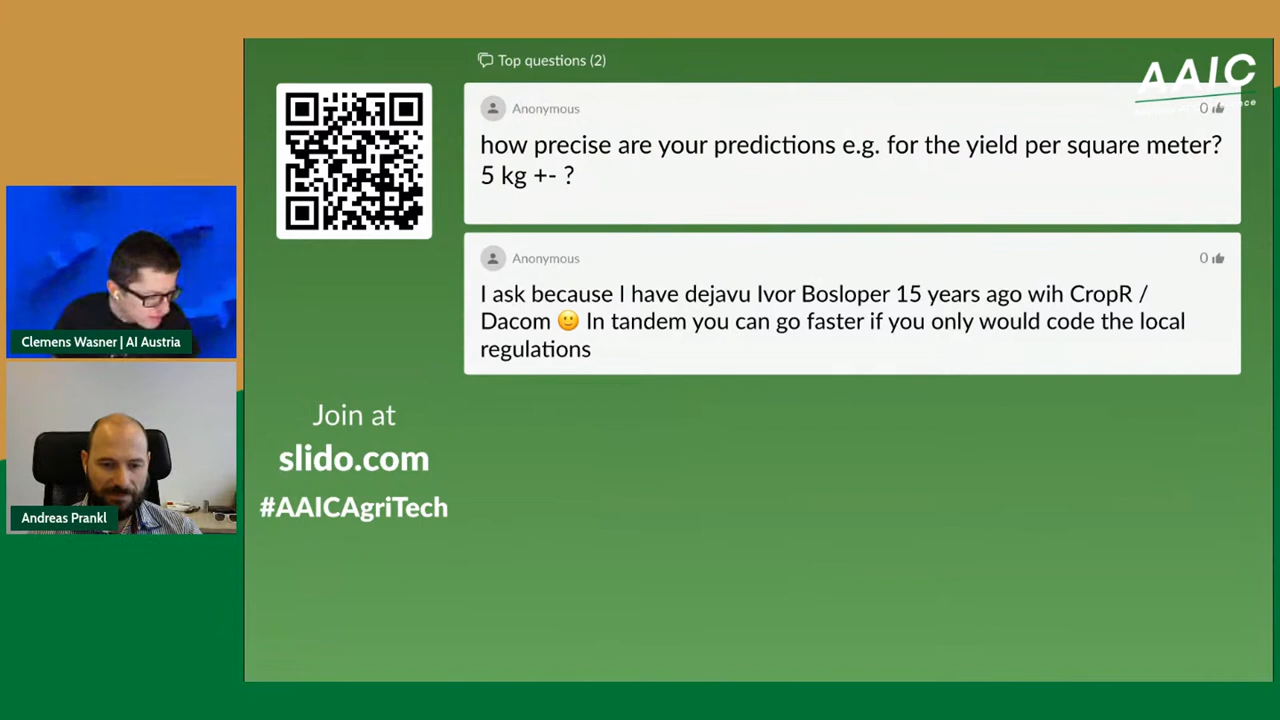 Top questions (2)
AAIC
Anonymous
0
how precise are your predictions e.g. for the yield per square meter?
5 kg +- ?
Anonymous
0
I ask because I have dejavu Ivor Bosloper 15 years ago wih CropR /
Dacom 🙂 In tandem you can go faster if you only would code the local
regulations
Clemens Wasner | AI Austria
Andreas Prankl
Join at
slido.com
#AAICAgriTech